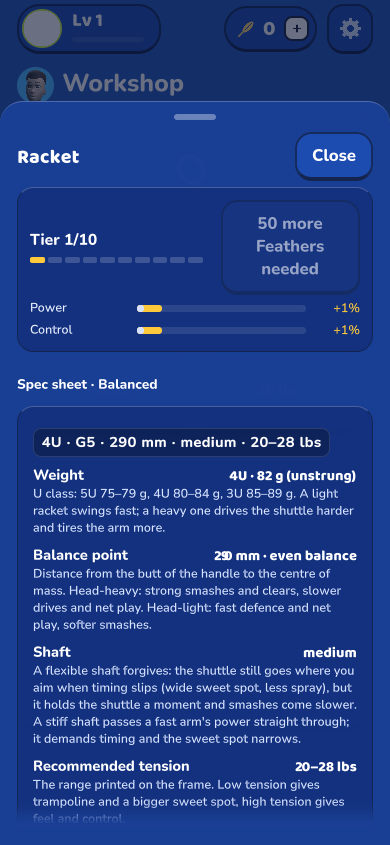 Lv 1
0
+
Workshop
Racket
Close
Tier 1/10
50 more
Feathers
needed
Power
+1%
Control
+1%
Spec sheet · Balanced
4U · G5 · 290 mm · medium · 20–28 lbs
Weight
4U · 82 g (unstrung)
U class: 5U 75–79 g, 4U 80–84 g, 3U 85–89 g. A light
racket swings fast; a heavy one drives the shuttle harder
and tires the arm more.
Balance point
290 mm · even balance
Distance from the butt of the handle to the centre of
mass. Head-heavy: strong smashes and clears, slower
drives and net play. Head-light: fast defence and net
play, softer smashes.
Shaft
medium
A flexible shaft forgives: the shuttle still goes where you
aim when timing slips (wide sweet spot, less spray), but
it holds the shuttle a moment and smashes come slower.
A stiff shaft passes a fast arm's power straight through;
it demands timing and the sweet spot narrows.
Recommended tension
20–28 lbs
The range printed on the frame. Low tension gives
trampoline and a bigger sweet spot, high tension gives
feel and control.